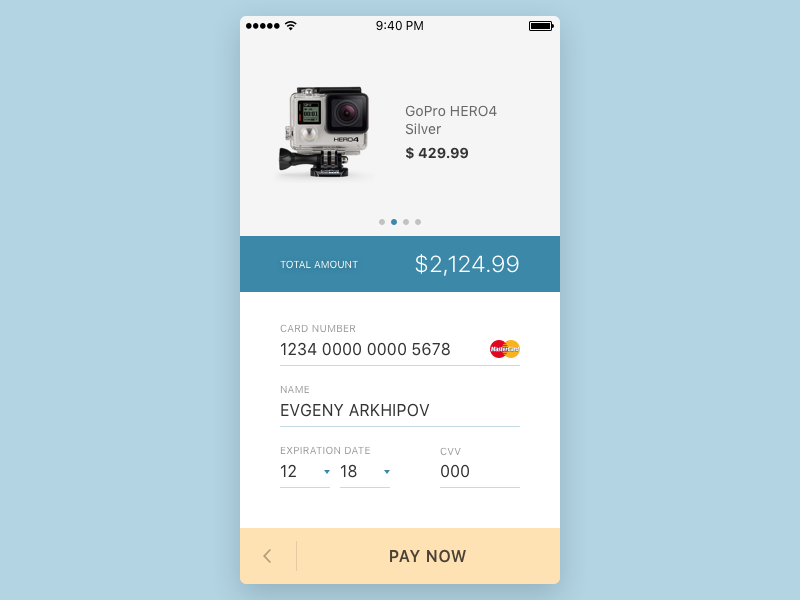 9:40 PM
HERO4
GoPro HERO4
Silver
$ 429.99
TOTAL AMOUNT
$2,124.99
CARD NUMBER
1234 0000 0000 5678
MasterCard
NAME
EVGENY ARKHIPOV
EXPIRATION DATE
CVV
12
18
000
PAY NOW